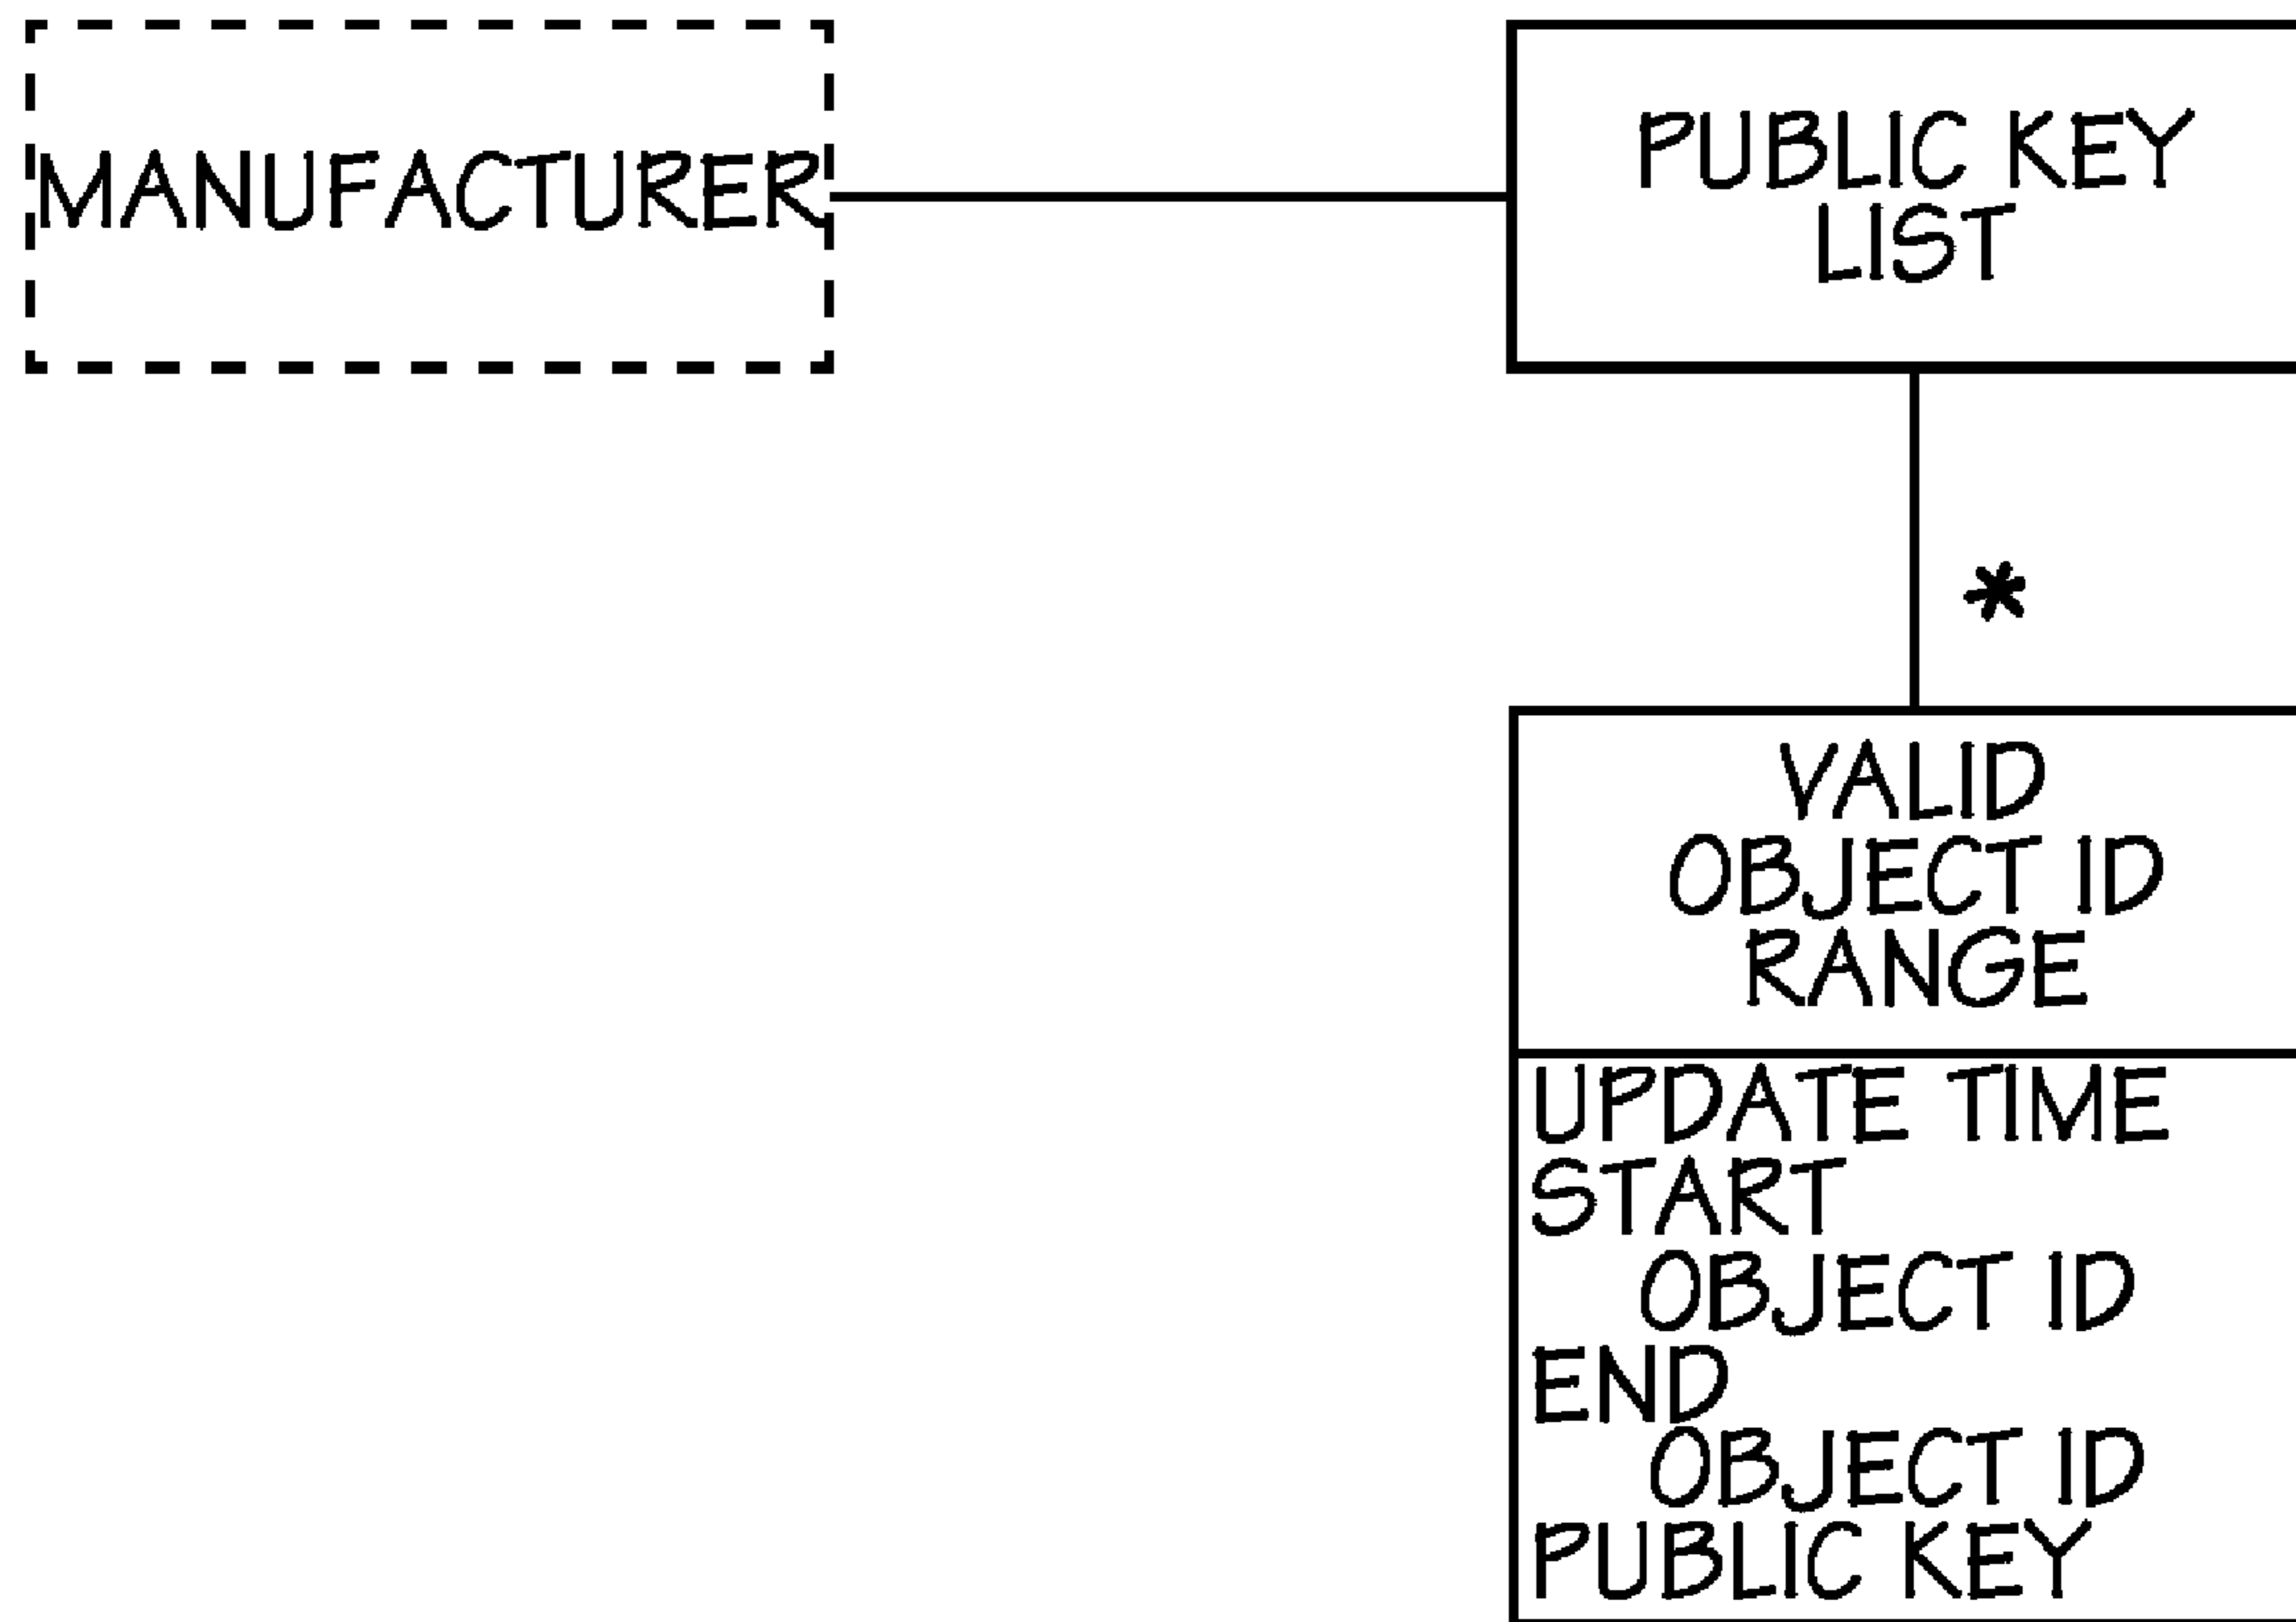 MANUFACTURER
PUBLIC KEY
LIST
*
VALID
OBJECT ID
RANGE
UPDATE TIME
START
OBJECT ID
END
OBJECT ID
PUBLIC KEY